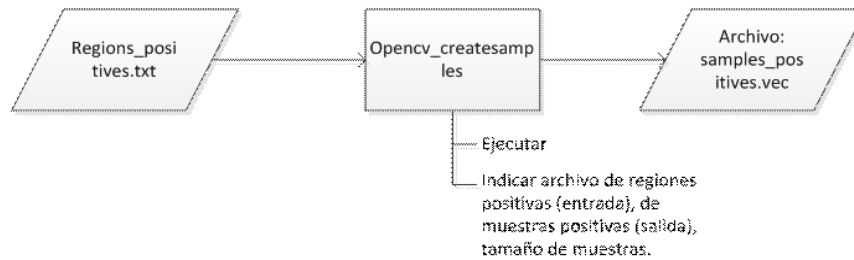 Regions_posi
tives.txt
Opencv_createsamp
les
Archivo:
samples_pos
itives.vec
Ejecutar
Indicar archivo de regiones
positivas (entrada), de
muestras positivas (salida),
tamaño de muestras.